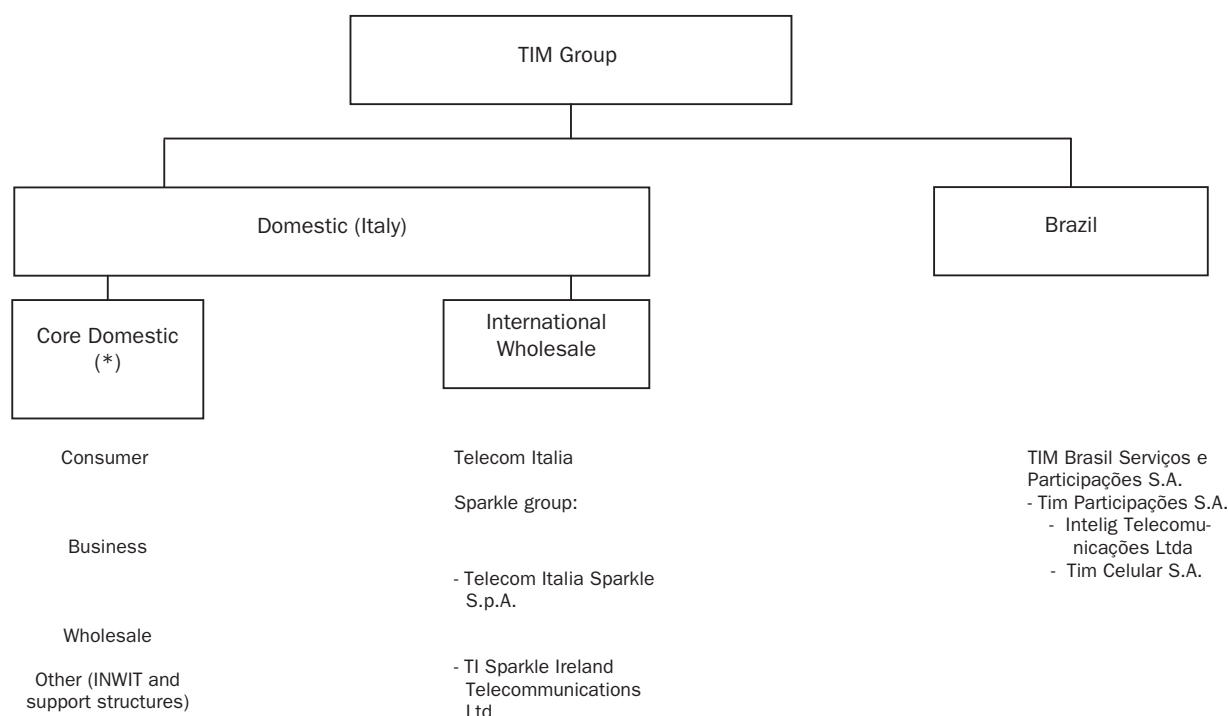 TIM Group
Domestic (Italy)
Brazil
Core Domestic
(*)
International
Wholesale
Consumer
Business
Wholesale
Other (INWIT and
support structures)
Telecom Italia
Sparkle group:
- Telecom Italia Sparkle
S.p.A.
- TI Sparkle Ireland
Telecommunications
Ltd
TIM Brasil Serviços e
Participações S.A.
- Tim Participações S.A.
- Intelig Telecomu-
nicações Ltda
- Tim Celular S.A.